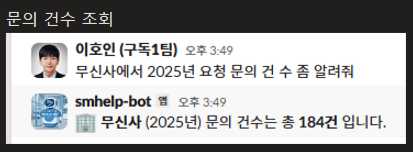 문의 건수 조회
이호인 (구독1팀) 오후 3:49
무신사에서 2025년 요청 문의 건 수 좀 알려줘
smhelp-bot 앱 오후 3:49
🏢 무신사 (2025년) 문의 건수는 총 184건 입니다.